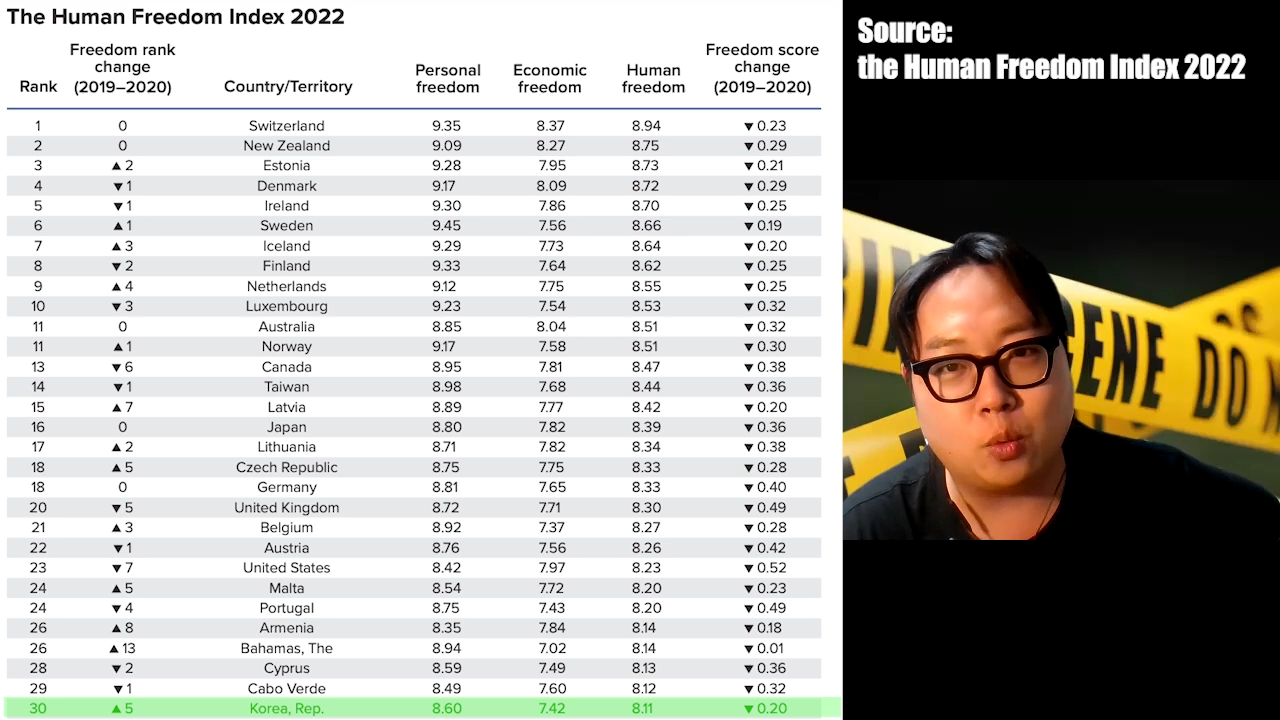 The Human Freedom Index 2022
Rank Freedom rank change (2019–2020) Country/Territory Personal freedom Economic freedom Human freedom Freedom score change (2019–2020)
1 0 Switzerland 9.35 8.37 8.94 ▼ 0.23
2 0 New Zealand 9.09 8.27 8.75 ▼ 0.29
3 ▲ 2 Estonia 9.28 7.95 8.73 ▼ 0.21
4 ▼ 1 Denmark 9.17 8.09 8.72 ▼ 0.29
5 ▼ 1 Ireland 9.30 7.86 8.70 ▼ 0.25
6 ▲ 1 Sweden 9.45 7.56 8.66 ▼ 0.19
7 ▲ 3 Iceland 9.29 7.73 8.64 ▼ 0.20
8 ▼ 2 Finland 9.33 7.64 8.62 ▼ 0.25
9 ▲ 4 Netherlands 9.12 7.75 8.55 ▼ 0.25
10 ▼ 3 Luxembourg 9.23 7.54 8.53 ▼ 0.32
11 0 Australia 8.85 8.04 8.51 ▼ 0.32
11 ▲ 1 Norway 9.17 7.58 8.51 ▼ 0.30
13 ▼ 6 Canada 8.95 7.81 8.47 ▼ 0.38
14 ▼ 1 Taiwan 8.98 7.68 8.44 ▼ 0.36
15 ▲ 7 Latvia 8.89 7.77 8.42 ▼ 0.20
16 0 Japan 8.80 7.82 8.39 ▼ 0.36
17 ▲ 2 Lithuania 8.71 7.82 8.34 ▼ 0.38
18 ▲ 5 Czech Republic 8.75 7.75 8.33 ▼ 0.28
18 0 Germany 8.81 7.65 8.33 ▼ 0.40
20 ▼ 5 United Kingdom 8.72 7.71 8.30 ▼ 0.49
21 ▲ 3 Belgium 8.92 7.37 8.27 ▼ 0.28
22 ▼ 1 Austria 8.76 7.56 8.26 ▼ 0.42
23 ▼ 7 United States 8.42 7.97 8.23 ▼ 0.52
24 ▲ 5 Malta 8.54 7.72 8.20 ▼ 0.23
24 ▼ 4 Portugal 8.75 7.43 8.20 ▼ 0.49
26 ▲ 8 Armenia 8.35 7.84 8.14 ▼ 0.18
26 ▲ 13 Bahamas, The 8.94 7.02 8.14 ▼ 0.01
28 ▼ 2 Cyprus 8.59 7.49 8.13 ▼ 0.36
29 ▼ 1 Cabo Verde 8.49 7.60 8.12 ▼ 0.32
30 ▲ 5 Korea, Rep. 8.60 7.42 8.11 ▼ 0.20
Source:
the Human Freedom Index 2022
CENE DO